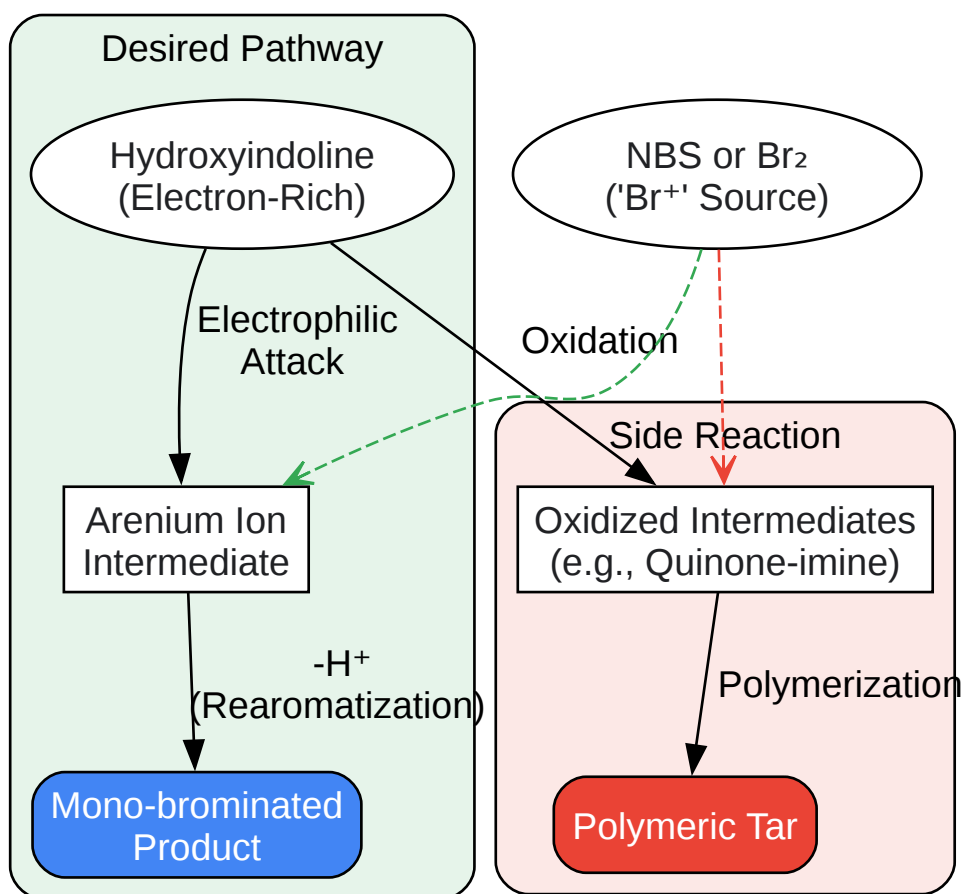 Desired Pathway
Hydroxyindoline
(Electron-Rich)
NBS or Br₂
('Br⁺' Source)
Electrophilic
Attack
Oxidation
Side Reaction
Arenium Ion
Intermediate
Oxidized Intermediates
(e.g., Quinone-imine)
-H⁺
(Rearomatization)
Polymerization
Mono-brominated
Product
Polymeric Tar